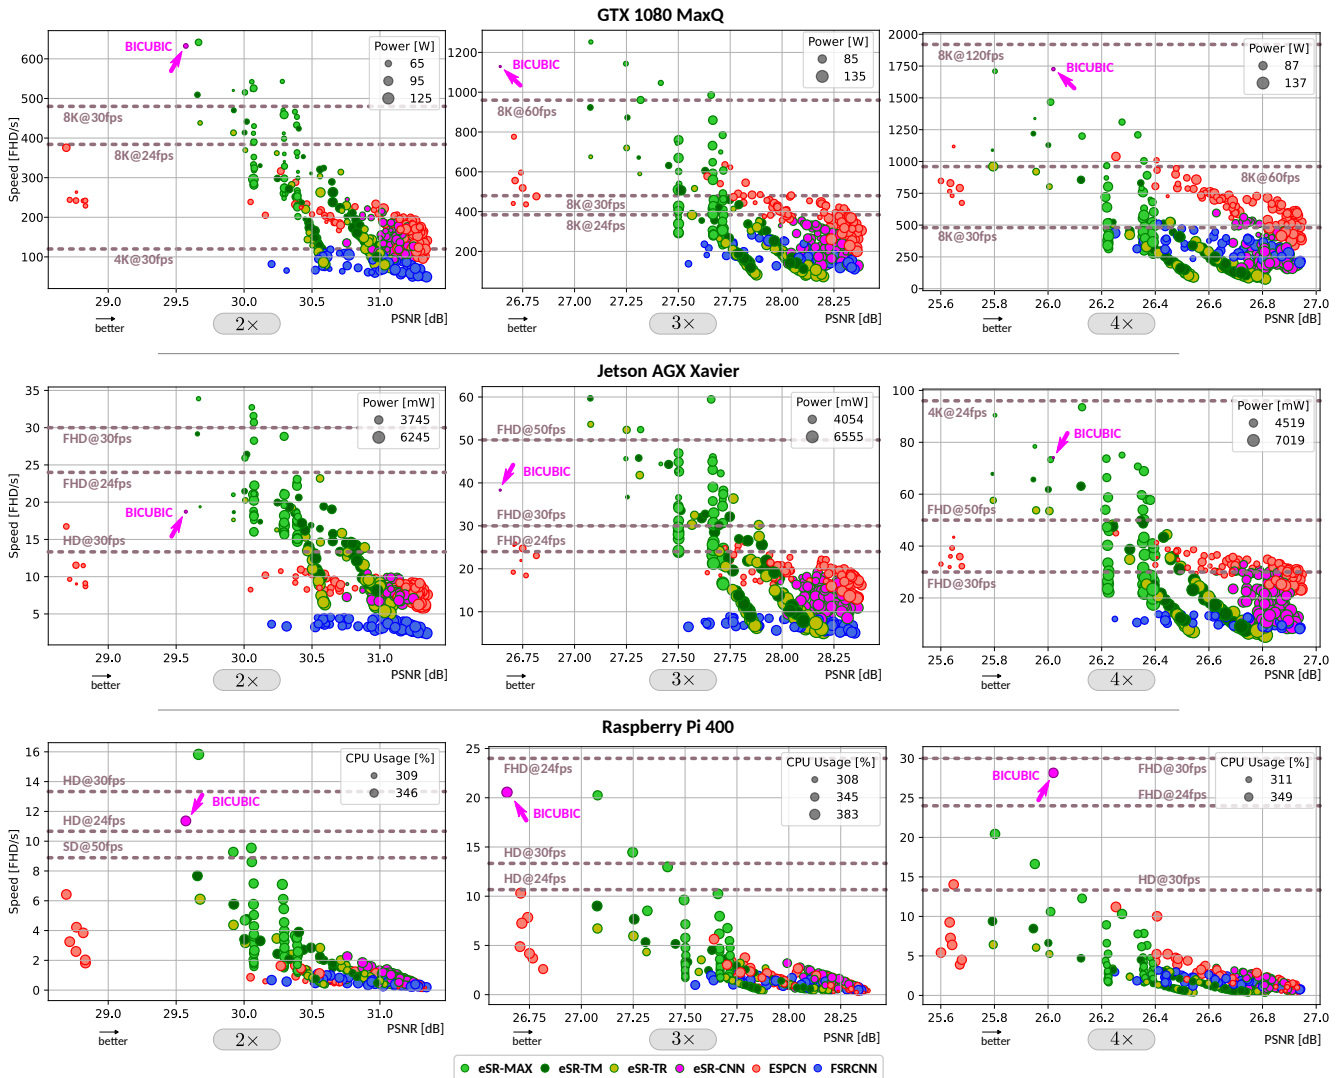 GTX 1080 MaxQ
Speed [FHD/s]
600
500
400
300
200
100
BICUBIC
Power [W]
65
95
125
8K@30fps
8K@24fps
4K@30fps
29.0
29.5
30.0
30.5
31.0
better
2×
PSNR [dB]
1200
1000
800
600
400
200
BICUBIC
Power [W]
85
135
8K@60fps
8K@30fps
8K@24fps
26.75
27.00
27.25
27.50
27.75
28.00
28.25
better
3×
PSNR [dB]
2000
1750
1500
1250
1000
750
500
250
0
8K@120fps
BICUBIC
Power [W]
87
137
8K@60fps
8K@30fps
25.6
25.8
26.0
26.2
26.4
26.6
26.8
27.0
better
4×
PSNR [dB]
Jetson AGX Xavier
Speed [FHD/s]
35
30
25
20
15
10
5
Power [mW]
3745
6245
FHD@30fps
FHD@24fps
BICUBIC
HD@30fps
29.0
29.5
30.0
30.5
31.0
better
2×
PSNR [dB]
60
50
40
30
20
10
0
Power [mW]
4054
6555
FHD@50fps
BICUBIC
FHD@30fps
FHD@24fps
26.75
27.00
27.25
27.50
27.75
28.00
28.25
better
3×
PSNR [dB]
100
80
60
40
20
4K@24fps
Power [mW]
4519
7019
BICUBIC
FHD@50fps
FHD@30fps
25.6
25.8
26.0
26.2
26.4
26.6
26.8
27.0
better
4×
PSNR [dB]
Raspberry Pi 400
Speed [FHD/s]
16
14
12
10
8
6
4
2
0
CPU Usage [%]
309
346
HD@30fps
BICUBIC
HD@24fps
SD@50fps
29.0
29.5
30.0
30.5
31.0
better
2×
PSNR [dB]
25
20
15
10
5
0
FHD@24fps
CPU Usage [%]
308
345
383
BICUBIC
HD@30fps
HD@24fps
26.75
27.00
27.25
27.50
27.75
28.00
28.25
better
3×
PSNR [dB]
30
25
20
15
10
5
0
BICUBIC
FHD@30fps
CPU Usage [%]
311
349
FHD@24fps
HD@30fps
25.6
25.8
26.0
26.2
26.4
26.6
26.8
27.0
better
4×
PSNR [dB]
eSR-MAX eSR-TM eSR-TR eSR-CNN ESPCN FSRCNN